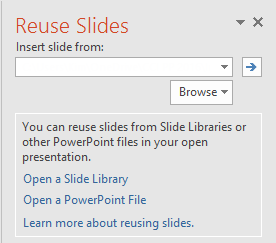 Reuse Slides
Insert slide from:
Browse
You can reuse slides from Slide Libraries or
other PowerPoint files in your open
presentation.
Open a Slide Library
Open a PowerPoint File
Learn more about reusing slides.